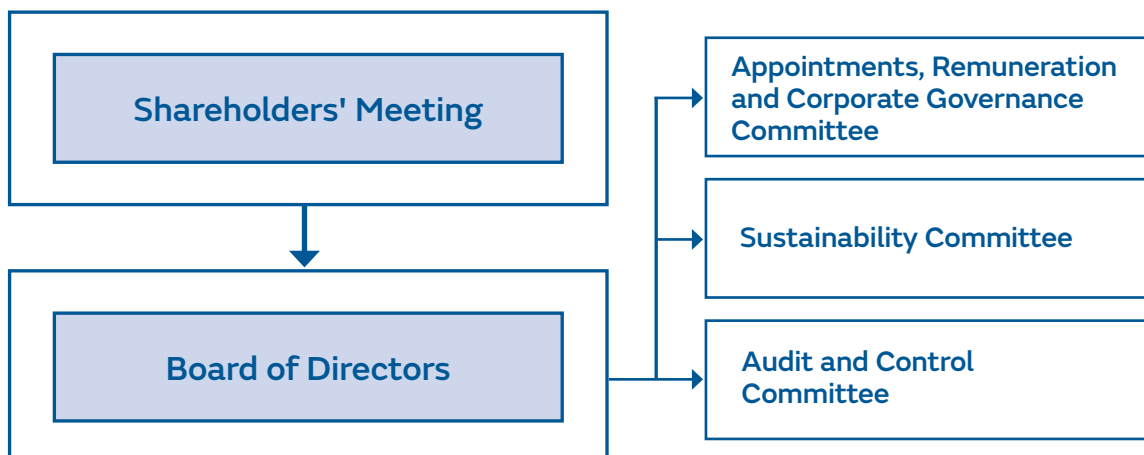 Shareholders' Meeting
Board of Directors
Appointments, Remuneration
and Corporate Governance
Committee
Sustainability Committee
Audit and Control
Committee